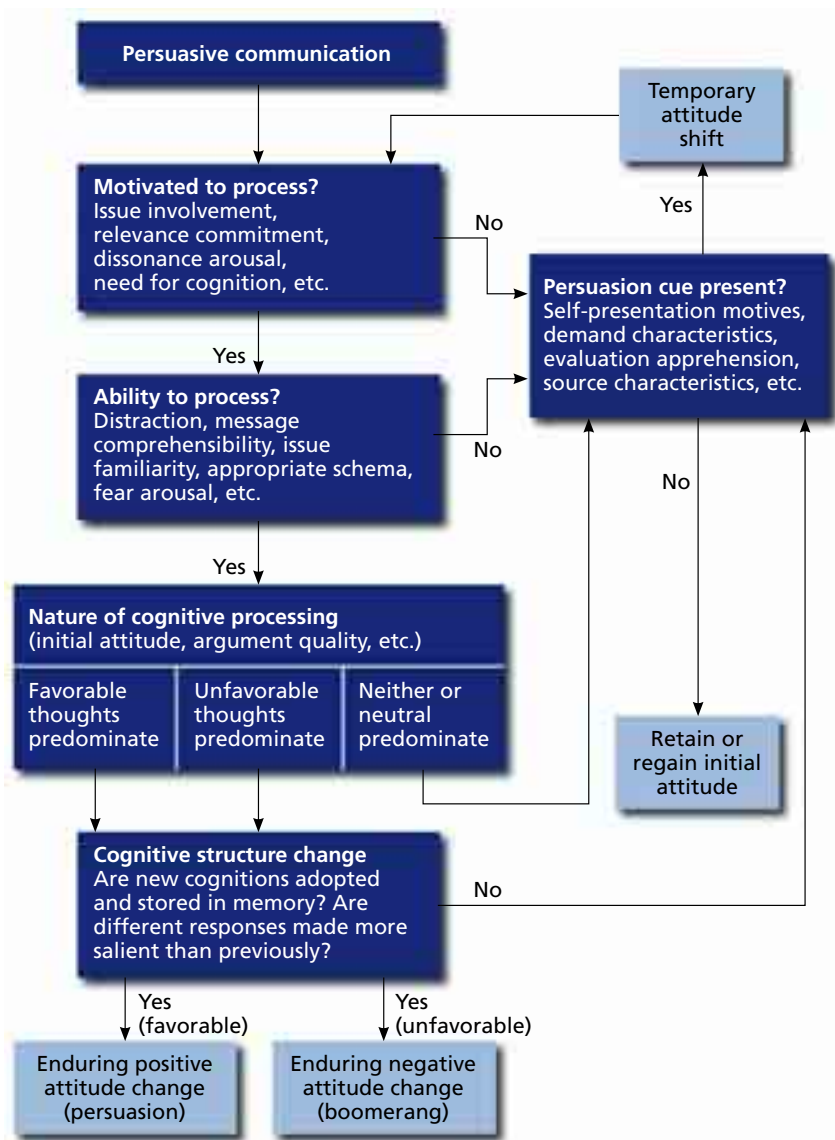 Persuasive communication
Temporary
attitude
shift
Motivated to process?
Issue involvement,
relevance commitment,
dissonance arousal,
need for cognition, etc.
No
Yes
Persuasion cue present?
Self-presentation motives,
demand characteristics,
evaluation apprehension,
source characteristics, etc.
Yes
Ability to process?
Distraction, message
comprehensibility, issue
familiarity, appropriate schema,
fear arousal, etc.
No
No
Yes
Nature of cognitive processing
(initial attitude, argument quality, etc.)
Favorable
thoughts
predominate
Unfavorable
thoughts
predominate
Neither or
neutral
predominate
Retain or
regain initial
attitude
Cognitive structure change
Are new cognitions adopted
and stored in memory? Are
different responses made more
salient than previously?
No
Yes
(favorable)
Yes
(unfavorable)
Enduring positive
attitude change
(persuasion)
Enduring negative
attitude change
(boomerang)